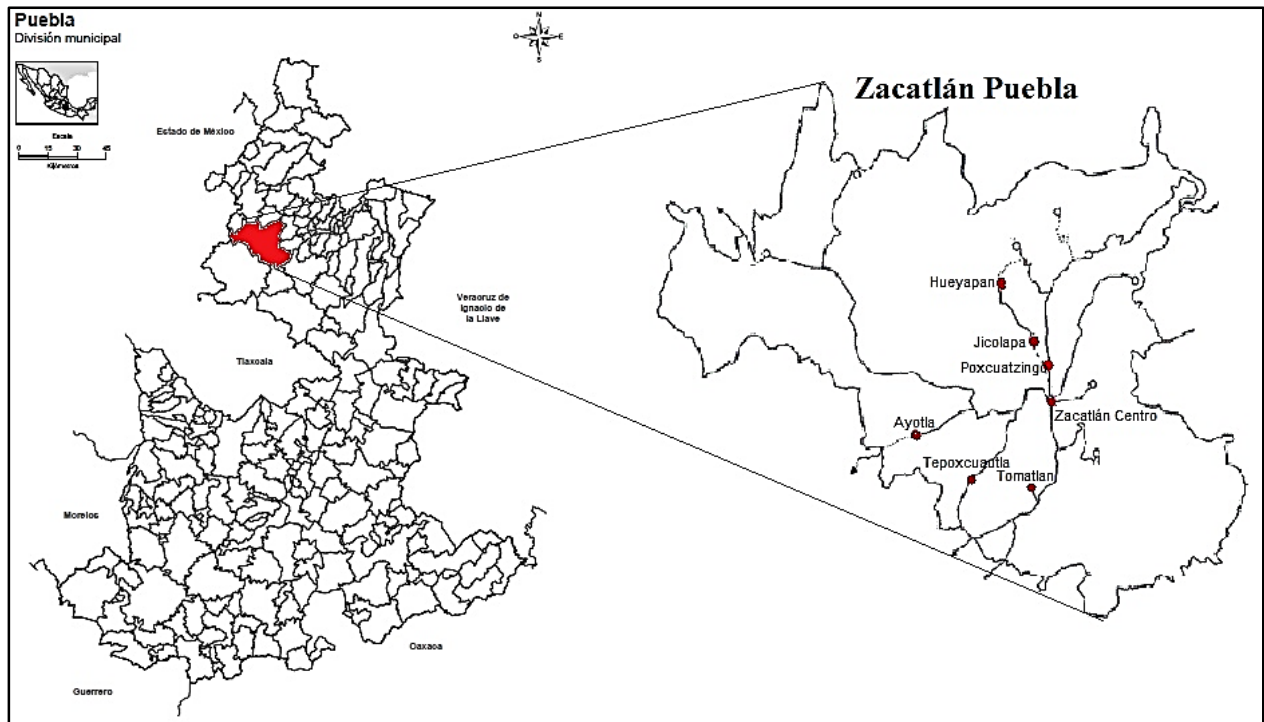 Puebla
División municipal
N
O
E
S
Escala
0 15 30 45
Kilómetros
Zacatlán Puebla
Estado de México
Veracruz de
Ignacio de
la Llave
Tlaxcala
Morelos
Guerrero
Oaxaca
Hueyapan
Jicolapa
Poxcuatzingo
Zacatlán Centro
Ayotla
Tepoxcuautla
Tomatlan